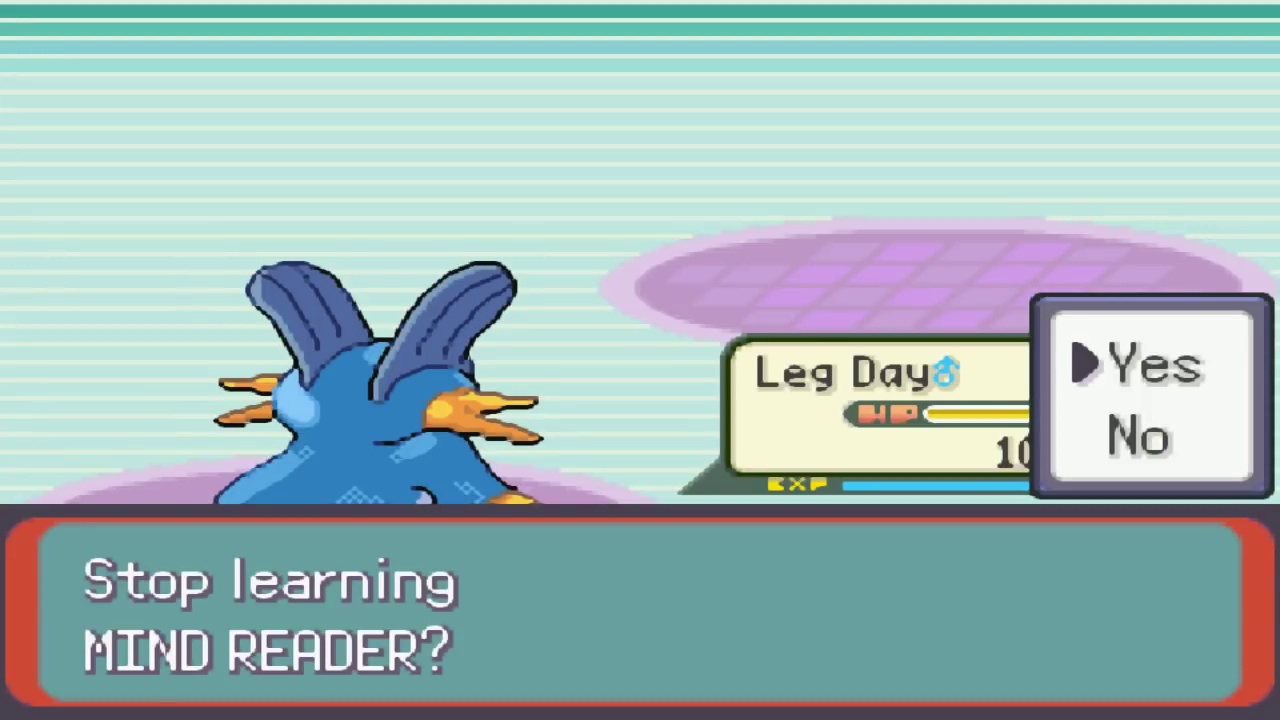 Leg Day♂
HP
10
EXP
Yes
No
Stop learning
MIND READER?